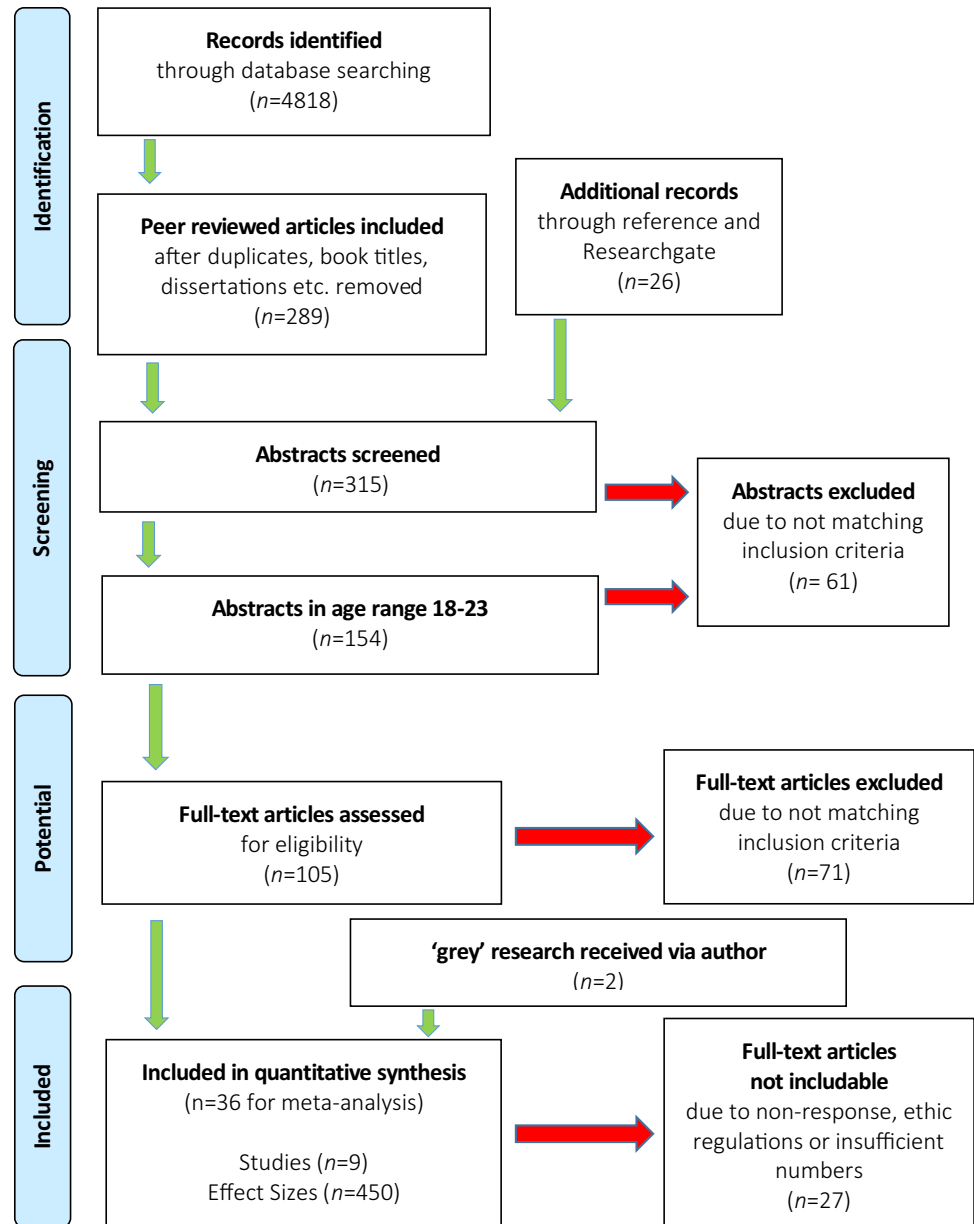 Identification
Records identified
through database searching
(n=4818)
Peer reviewed articles included
after duplicates, book titles,
dissertations etc. removed
(n=289)
Additional records
through reference and
Researchgate
(n=26)
Screening
Abstracts screened
(n=315)
Abstracts excluded
due to not matching
inclusion criteria
(n= 61)
Abstracts in age range 18-23
(n=154)
Potential
Full-text articles assessed
for eligibility
(n=105)
Full-text articles excluded
due to not matching
inclusion criteria
(n=71)
‘grey’ research received via author
(n=2)
Included
Included in quantitative synthesis
(n=36 for meta-analysis)
Studies (n=9)
Effect Sizes (n=450)
Full-text articles
not includable
due to non-response, ethic
regulations or insufficient
numbers
(n=27)